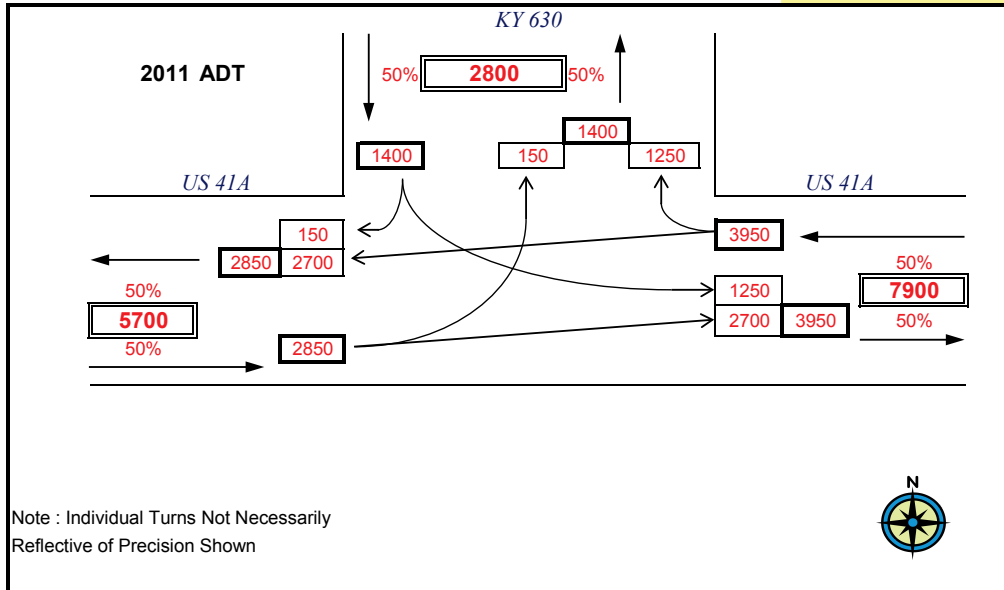 KY 630
2011 ADT
50% 2800 50%
1400
1400
150 1250
US 41A
US 41A
150
3950
2850 2700
50%
50%
1250
7900
5700
2700 3950
50%
50%
2850
N
Note : Individual Turns Not Necessarily
Reflective of Precision Shown